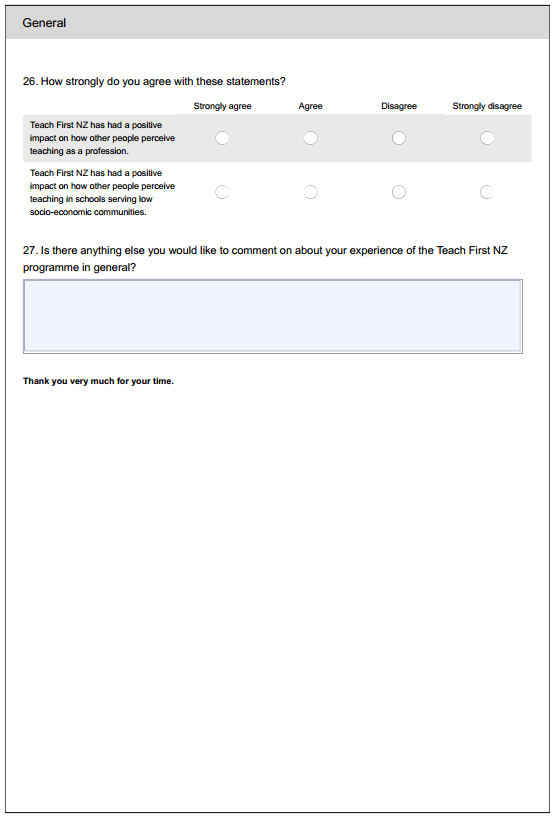 General
26. How strongly do you agree with these statements?
Strongly agree Agree Disagree Strongly disagree
Teach First NZ has had a positive
impact on how other people perceive
teaching as a profession.
Teach First NZ has had a positive
impact on how other people perceive
teaching in schools serving low
socio-economic communities.
27. Is there anything else you would like to comment on about your experience of the Teach First NZ
programme in general?
Thank you very much for your time.